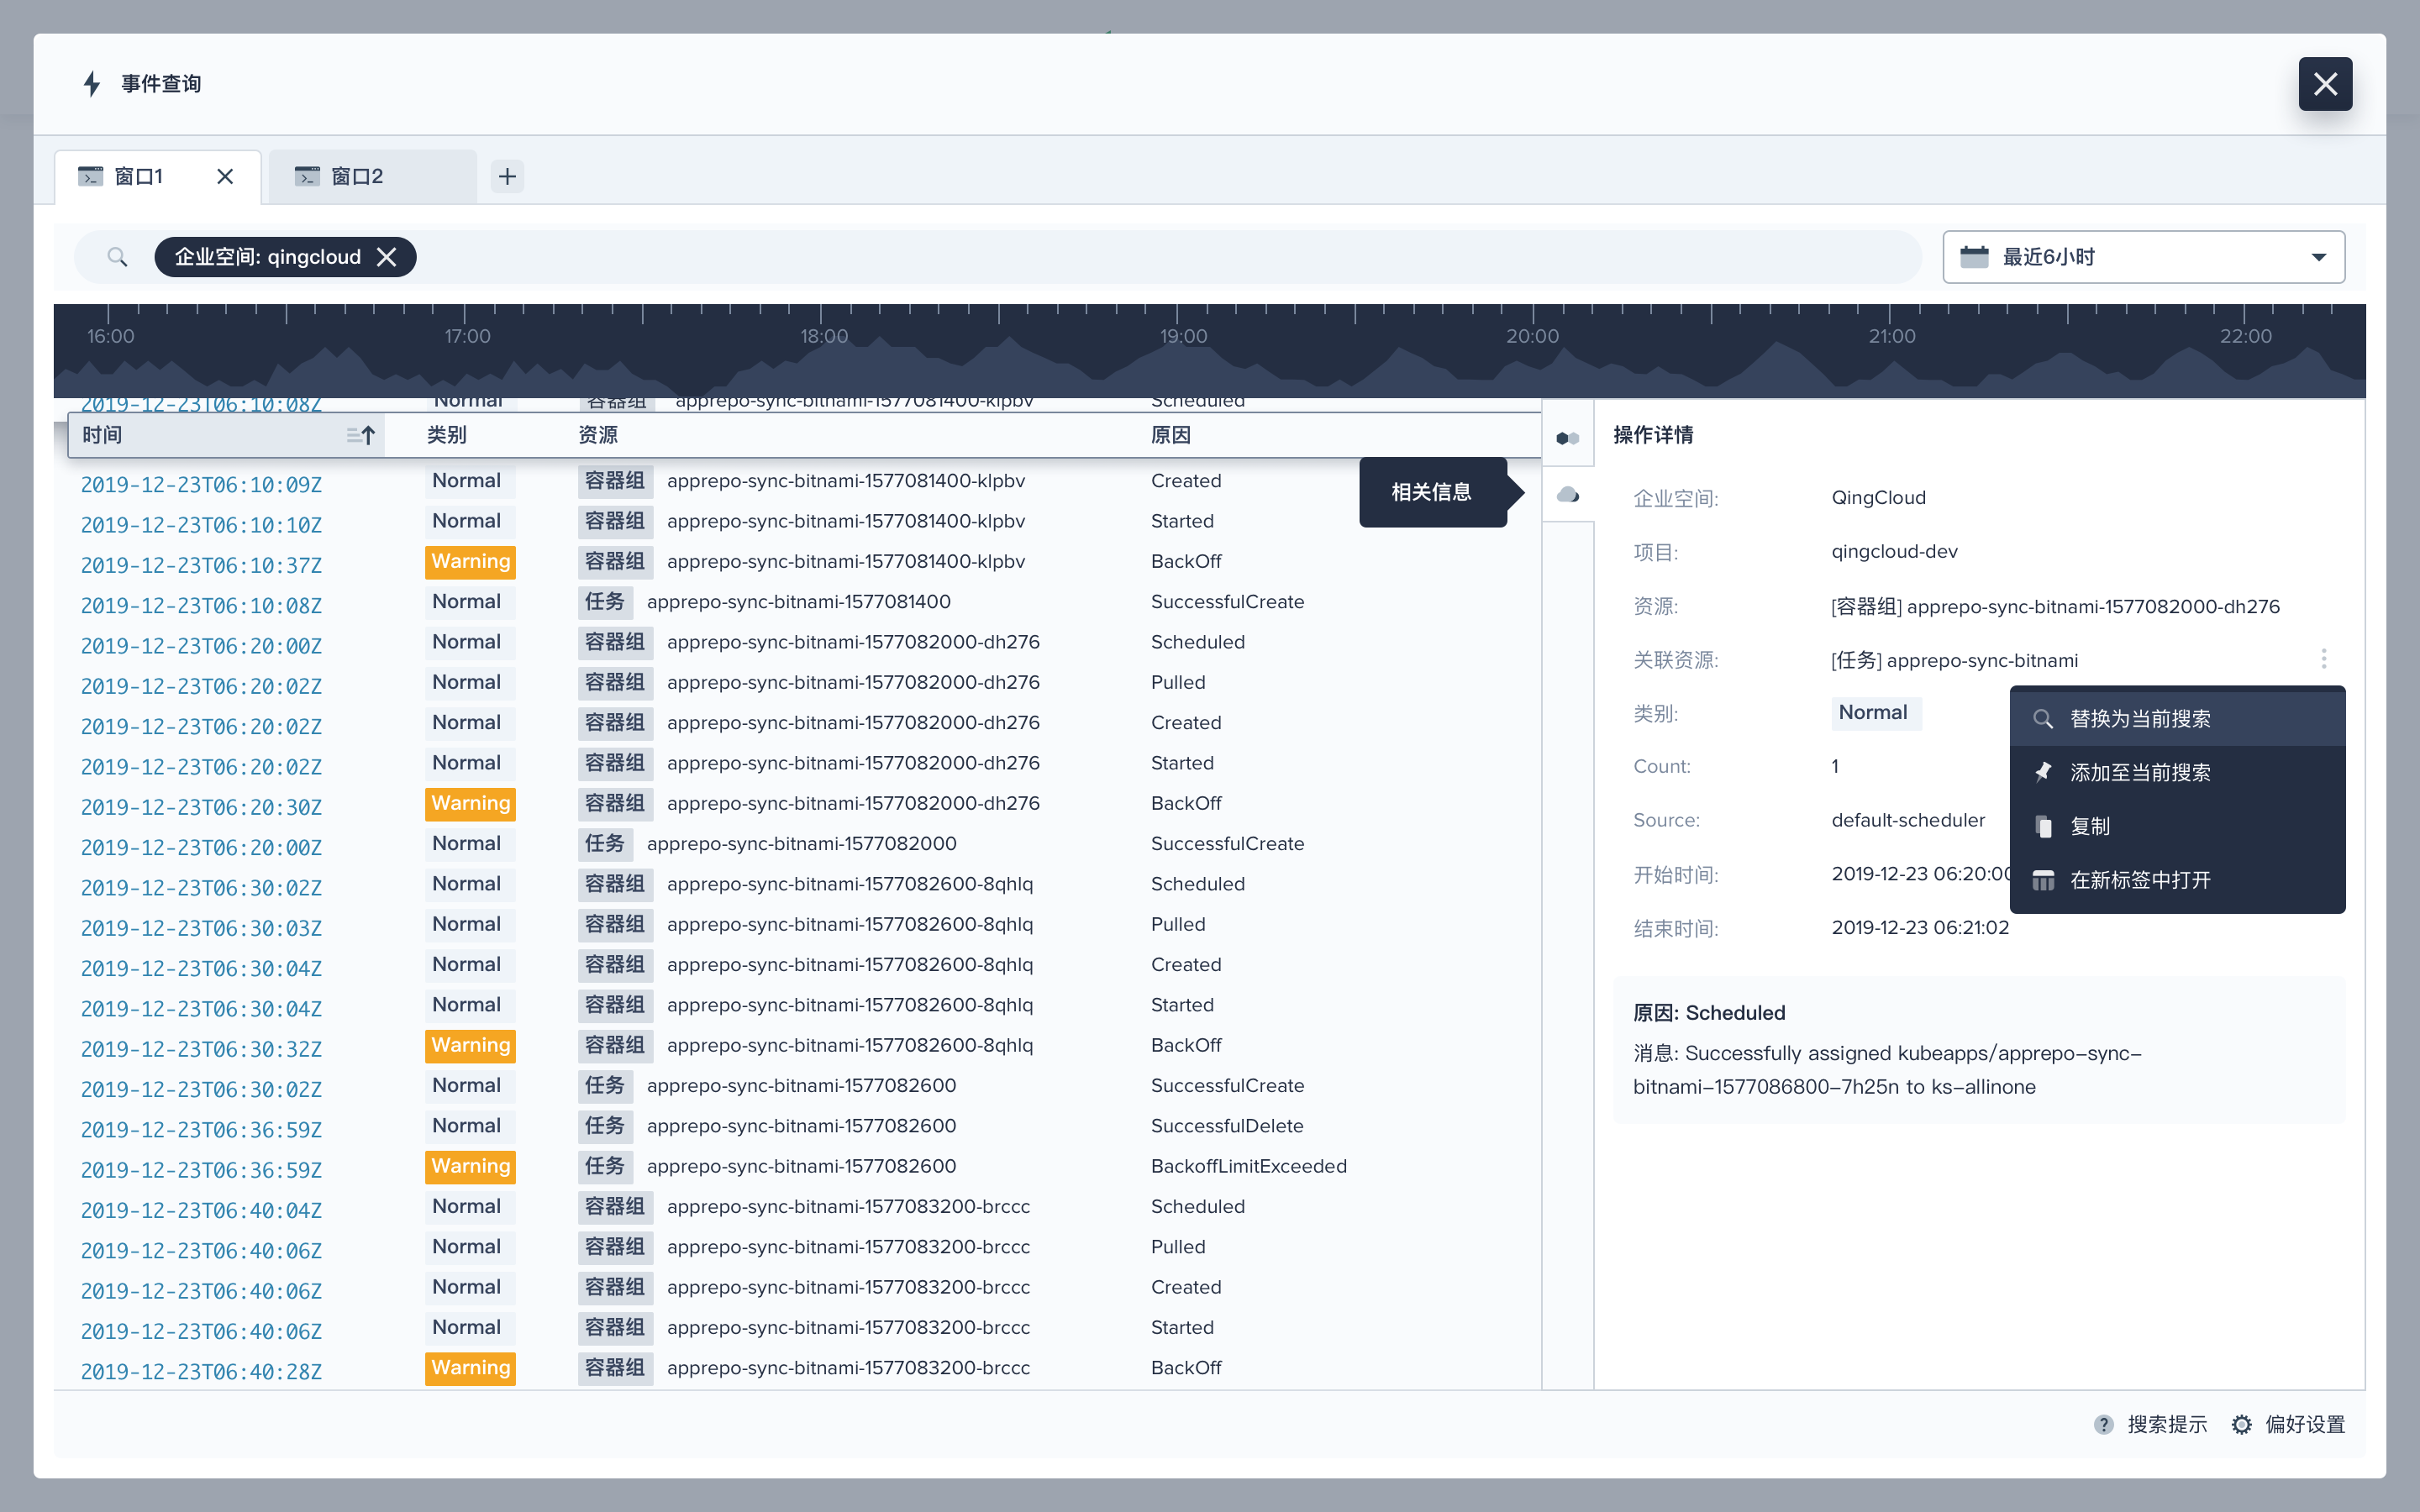 事件查询
窗口1
窗口2
企业空间: qingcloud
最近6小时
16:00 17:00 18:00 19:00 20:00 21:00 22:00
2019-12-23T06:10:08Z Normal 容器组 apprepo-sync-bitnami-1577081400-klpbv Scheduled
时间 类别 资源 原因
2019-12-23T06:10:09Z Normal 容器组 apprepo-sync-bitnami-1577081400-klpbv Created
2019-12-23T06:10:10Z Normal 容器组 apprepo-sync-bitnami-1577081400-klpbv Started
2019-12-23T06:10:37Z Warning 容器组 apprepo-sync-bitnami-1577081400-klpbv BackOff
2019-12-23T06:10:08Z Normal 任务 apprepo-sync-bitnami-1577081400 SuccessfulCreate
2019-12-23T06:20:00Z Normal 容器组 apprepo-sync-bitnami-1577082000-dh276 Scheduled
2019-12-23T06:20:02Z Normal 容器组 apprepo-sync-bitnami-1577082000-dh276 Pulled
2019-12-23T06:20:02Z Normal 容器组 apprepo-sync-bitnami-1577082000-dh276 Created
2019-12-23T06:20:02Z Normal 容器组 apprepo-sync-bitnami-1577082000-dh276 Started
2019-12-23T06:20:30Z Warning 容器组 apprepo-sync-bitnami-1577082000-dh276 BackOff
2019-12-23T06:20:00Z Normal 任务 apprepo-sync-bitnami-1577082000 SuccessfulCreate
2019-12-23T06:30:02Z Normal 容器组 apprepo-sync-bitnami-1577082600-8qhlq Scheduled
2019-12-23T06:30:03Z Normal 容器组 apprepo-sync-bitnami-1577082600-8qhlq Pulled
2019-12-23T06:30:04Z Normal 容器组 apprepo-sync-bitnami-1577082600-8qhlq Created
2019-12-23T06:30:04Z Normal 容器组 apprepo-sync-bitnami-1577082600-8qhlq Started
2019-12-23T06:30:32Z Warning 容器组 apprepo-sync-bitnami-1577082600-8qhlq BackOff
2019-12-23T06:30:02Z Normal 任务 apprepo-sync-bitnami-1577082600 SuccessfulCreate
2019-12-23T06:36:59Z Normal 任务 apprepo-sync-bitnami-1577082600 SuccessfulDelete
2019-12-23T06:36:59Z Warning 任务 apprepo-sync-bitnami-1577082600 BackoffLimitExceeded
2019-12-23T06:40:04Z Normal 容器组 apprepo-sync-bitnami-1577083200-brccc Scheduled
2019-12-23T06:40:06Z Normal 容器组 apprepo-sync-bitnami-1577083200-brccc Pulled
2019-12-23T06:40:06Z Normal 容器组 apprepo-sync-bitnami-1577083200-brccc Created
2019-12-23T06:40:06Z Normal 容器组 apprepo-sync-bitnami-1577083200-brccc Started
2019-12-23T06:40:28Z Warning 容器组 apprepo-sync-bitnami-1577083200-brccc BackOff
相关信息
操作详情
企业空间: QingCloud
项目: qingcloud-dev
资源: [容器组] apprepo-sync-bitnami-1577082000-dh276
关联资源: [任务] apprepo-sync-bitnami
类别: Normal
Count: 1
Source: default-scheduler
开始时间: 2019-12-23 06:20:00
结束时间: 2019-12-23 06:21:02
替换为当前搜索
添加至当前搜索
复制
在新标签中打开
原因: Scheduled
消息: Successfully assigned kubeapps/apprepo-sync-
bitnami-1577086800-7h25n to ks-allinone
? 搜索提示 偏好设置